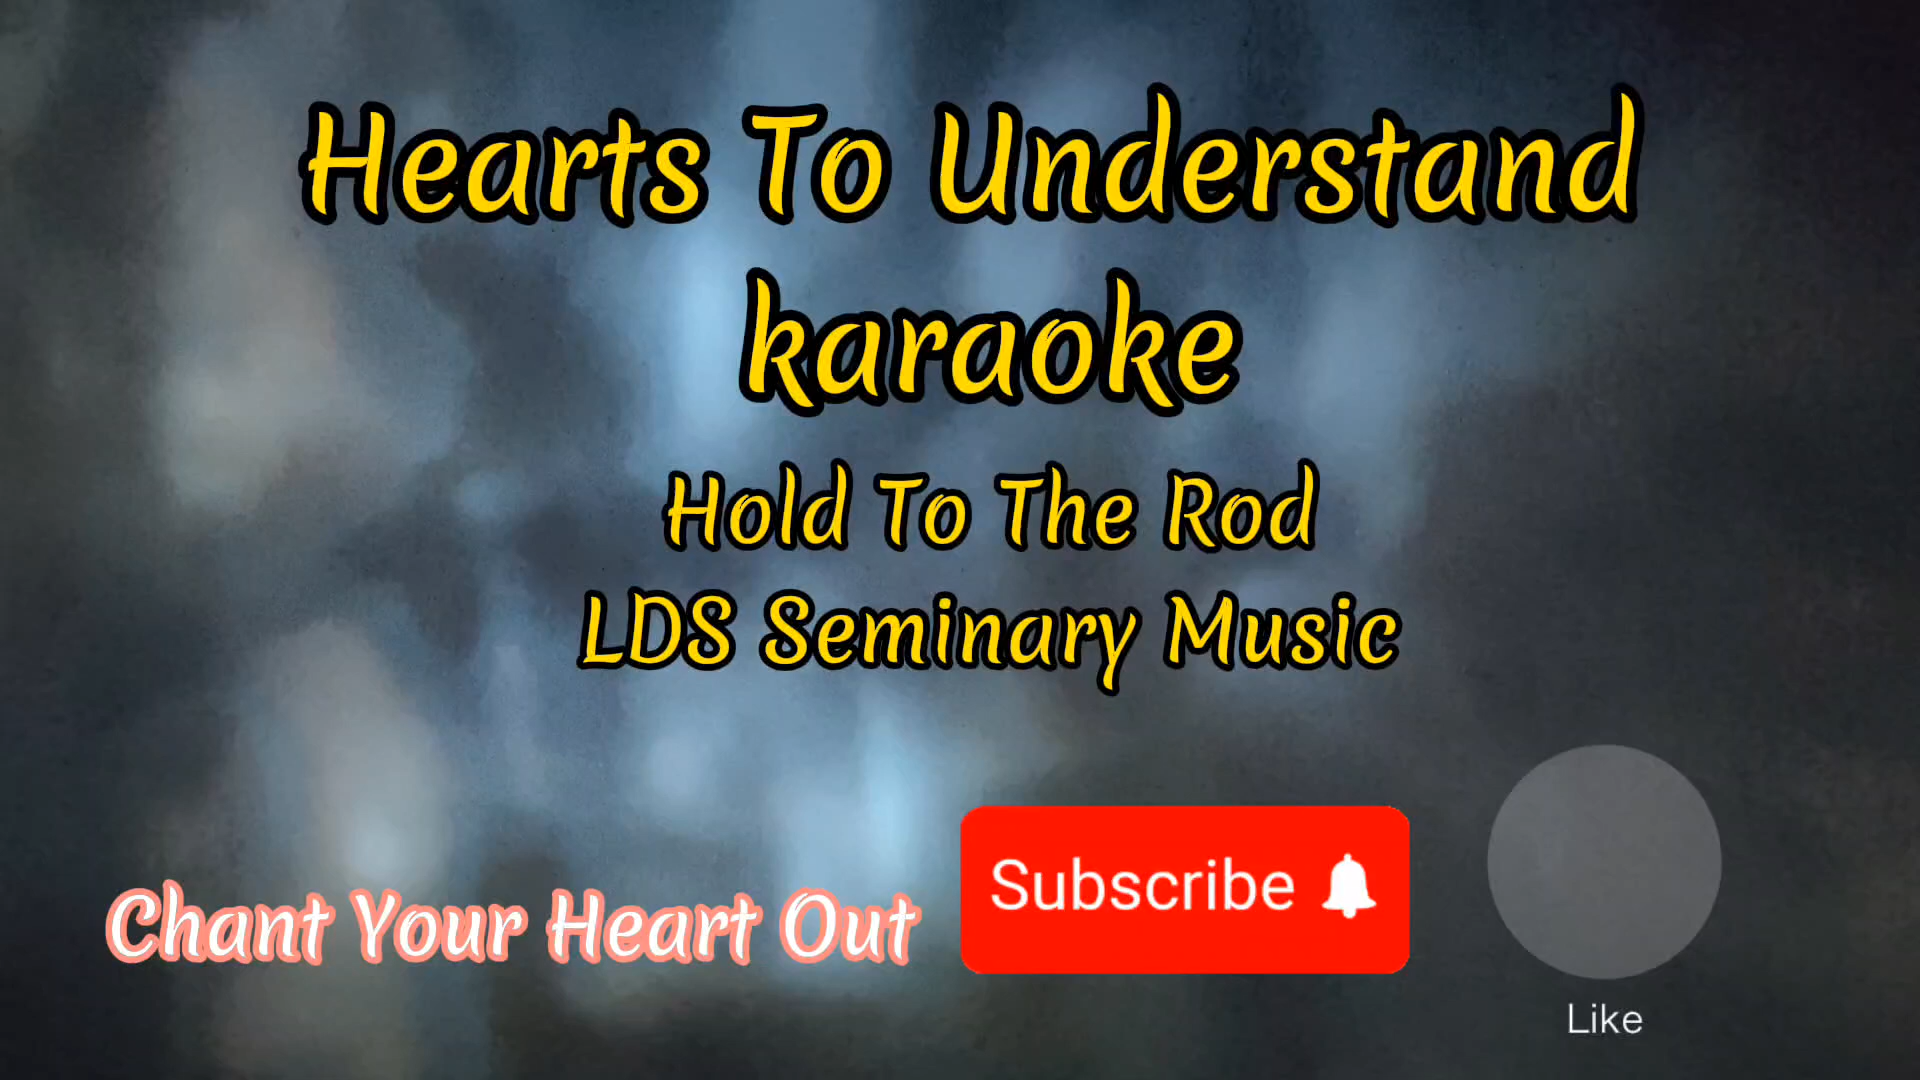 Hearts To Understand
karaoke
Hold To The Rod
LDS Seminary Music
Chant Your Heart Out
Subscribe
Like